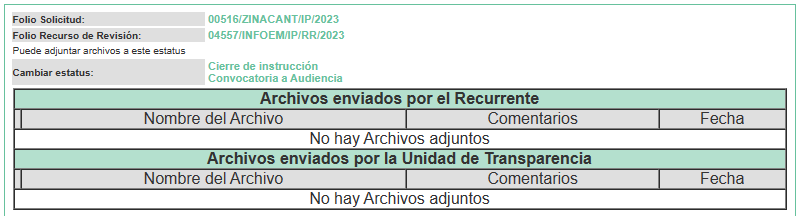 Folio Solicitud: 00516/ZINACANT/IP/2023
Folio Recurso de Revisión: 04557/INFOEM/IP/RR/2023
Puede adjuntar archivos a este estatus
Cambiar estatus: Cierre de instrucción
Convocatoria a Audiencia
Archivos enviados por el Recurrente
Nombre del Archivo Comentarios Fecha
No hay Archivos adjuntos
Archivos enviados por la Unidad de Transparencia
Nombre del Archivo Comentarios Fecha
No hay Archivos adjuntos